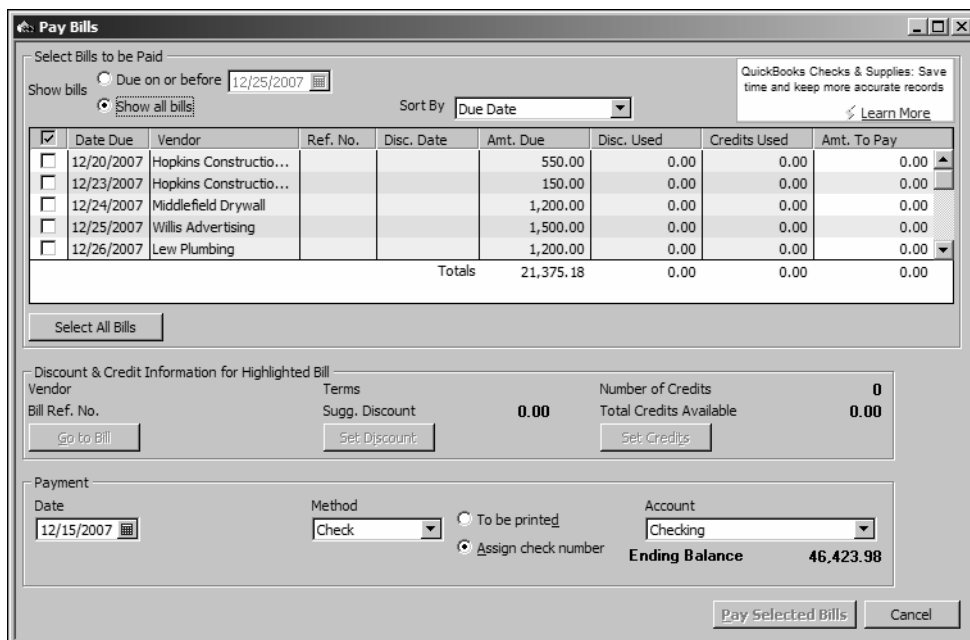 Pay Bills
Select Bills to be Paid
Show bills
Due on or before 12/25/2007
Show all bills
Sort By Due Date
QuickBooks Checks & Supplies: Save
time and keep more accurate records
Learn More
Date Due Vendor Ref. No. Disc. Date Amt. Due Disc. Used Credits Used Amt. To Pay
12/20/2007 Hopkins Constructio... 550.00 0.00 0.00 0.00
12/23/2007 Hopkins Constructio... 150.00 0.00 0.00 0.00
12/24/2007 Middlefield Drywall 1,200.00 0.00 0.00 0.00
12/25/2007 Willis Advertising 1,500.00 0.00 0.00 0.00
12/26/2007 Lew Plumbing 1,200.00 0.00 0.00 0.00
Totals 21,375.18 0.00 0.00 0.00
Select All Bills
Discount & Credit Information for Highlighted Bill
Vendor Terms Number of Credits 0
Bill Ref. No. Sugg. Discount 0.00 Total Credits Available 0.00
Go to Bill Set Discount Set Credits
Payment
Date Method Account
12/15/2007 Check To be printed Checking
Assign check number Ending Balance 46,423.98
Pay Selected Bills Cancel